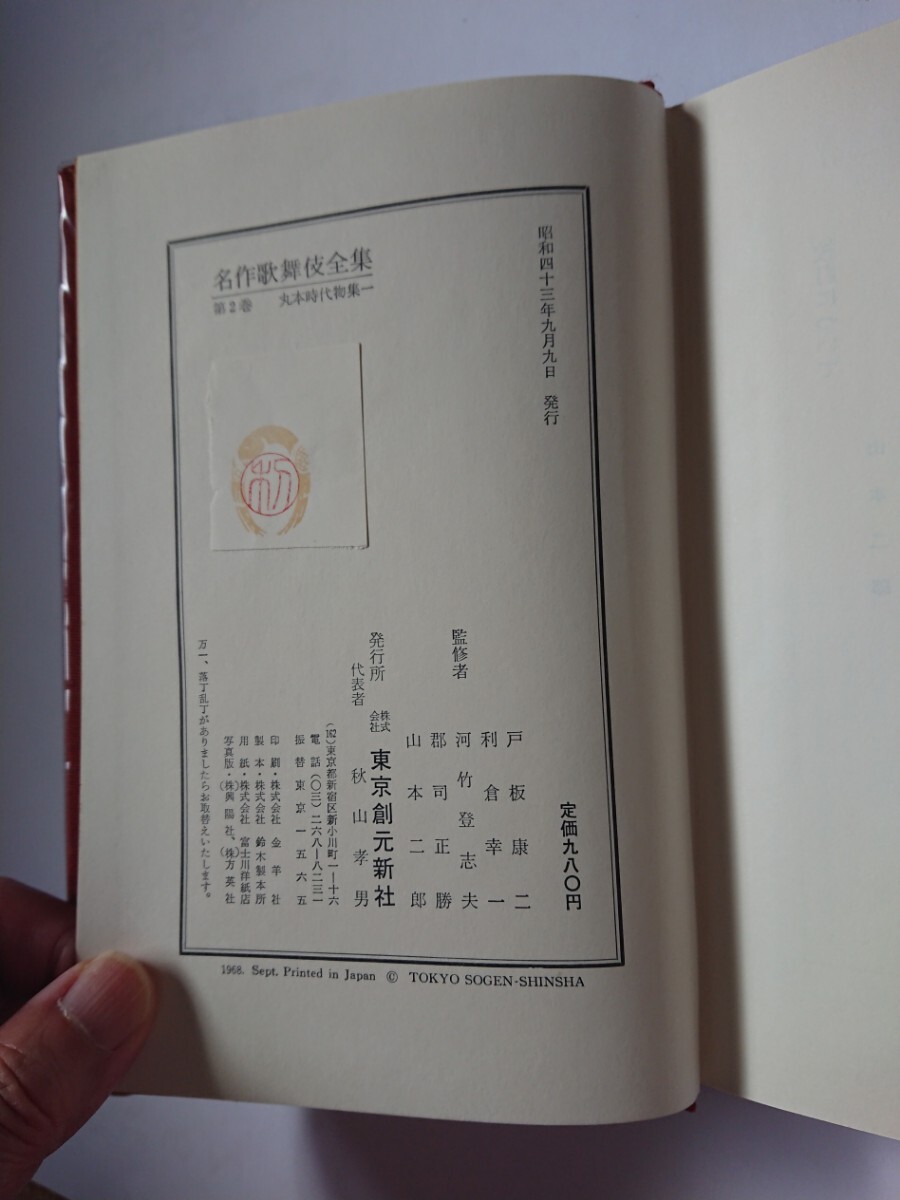 名作歌舞伎全集
第2巻　丸本時代物集一
昭和四十三年九月九日　発行
定価九八〇円
監修者
戸板康二
利倉幸一
河竹登志夫
郡司正勝
山本二郎
発行所　株式会社　東京創元新社
代表者　秋山孝男
(162)東京都新宿区新小川町一ー十六
電話(〇三)二六八ー八二三一
振替東京一五六五
印刷・株式会社金羊社
製本・株式会社鈴木製本所
用紙・株式会社富士川洋紙店
写真版・(株)興陽社、(株)方英社
万一、落丁乱丁がありましたらお取替えいたします。
1968. Sept. Printed in Japan © TOKYO SOGEN-SHINSHA